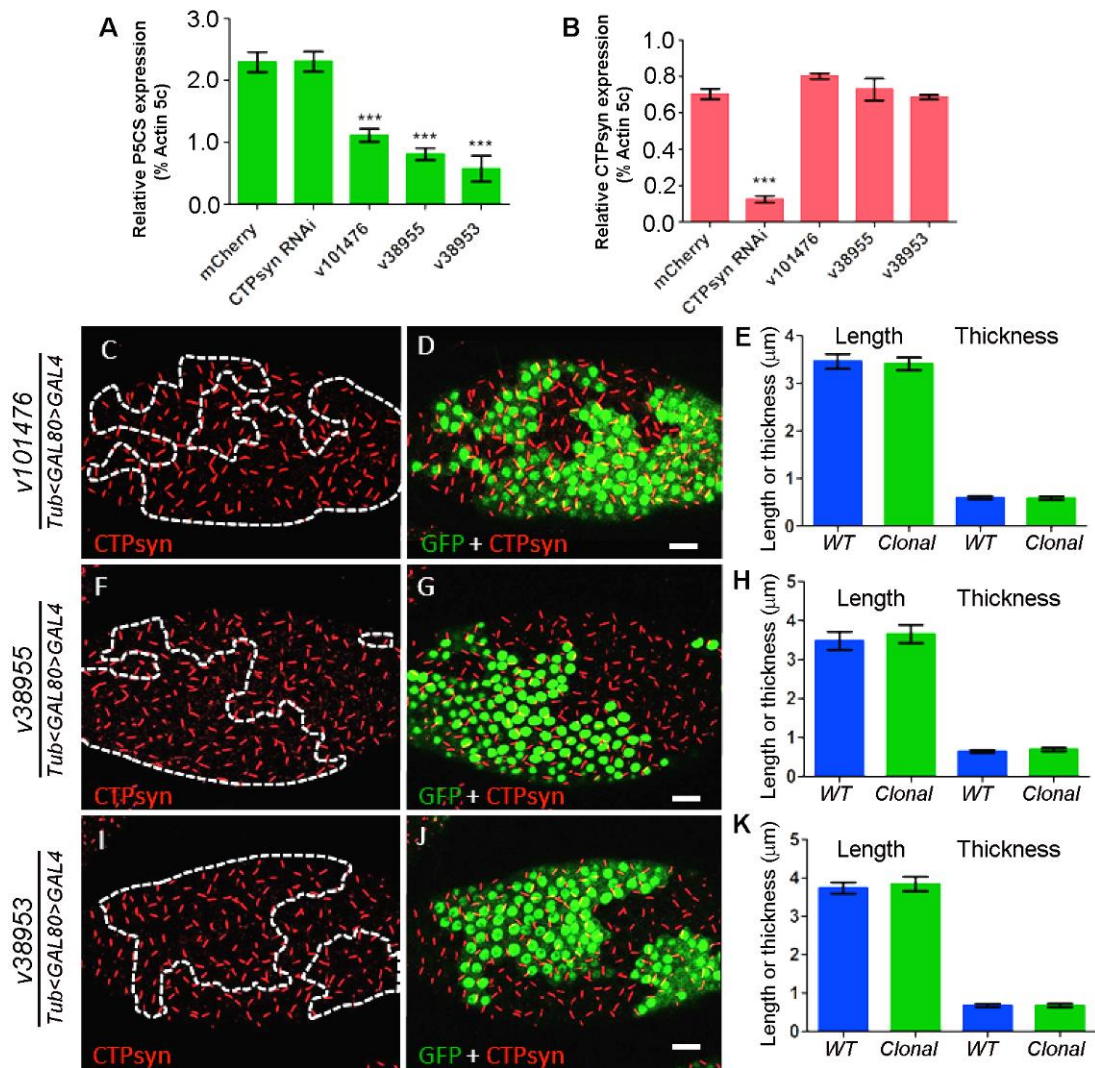 A
Relative P5CS expression
(% Actin 5c)
3.0
2.0
1.0
0.0
***
***
***
mCherry
CTPsyn RNAi
v101476
v38955
v38953
B
Relative CTPsyn expression
(% Actin 5c)
1.0
0.8
0.6
0.4
0.2
0.0
***
mCherry
CTPsyn RNAi
v101476
v38955
v38953
v101476
Tub<GAL80>GAL4
C
CTPsyn
D
GFP + CTPsyn
E
Length or thickness (μm)
4
3
2
1
0
Length
Thickness
WT
Clonal
WT
Clonal
v38955
Tub<GAL80>GAL4
F
CTPsyn
G
GFP + CTPsyn
H
Length or thickness (μm)
5
4
3
2
1
0
Length
Thickness
WT
Clonal
WT
Clonal
v38953
Tub<GAL80>GAL4
I
CTPsyn
J
GFP + CTPsyn
K
Length or thickness (μm)
5
4
3
2
1
0
Length
Thickness
WT
Clonal
WT
Clonal